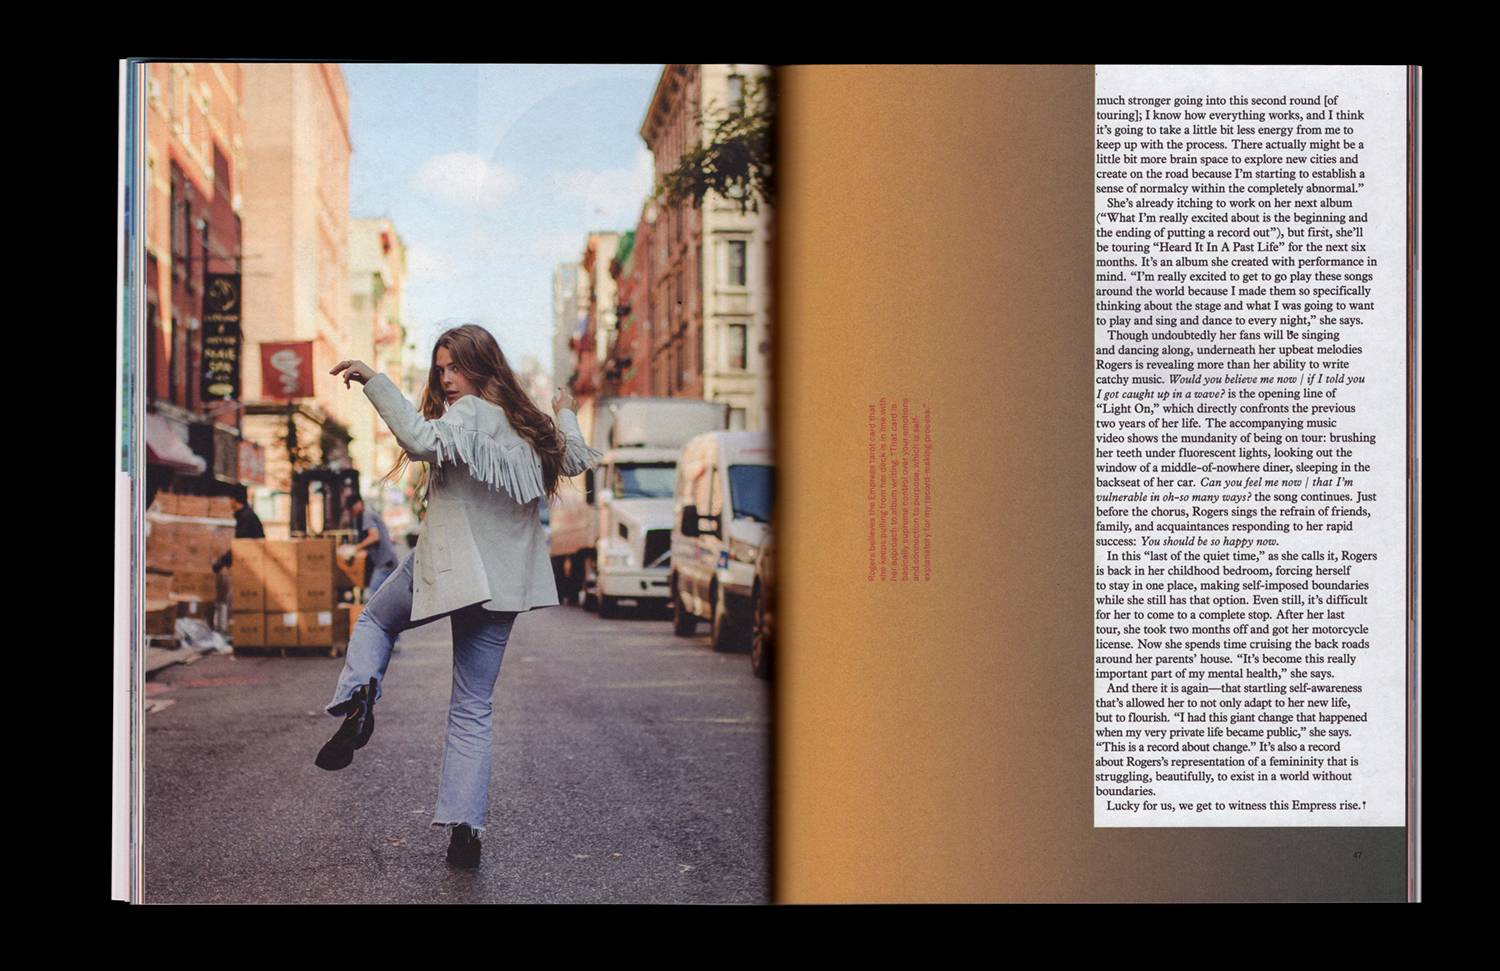 NAIL
SPA
Rogers believes the Empress tarot card that
she keeps pulling from her deck is in line with
her approach to album writing. “That card is
basically supreme control over your emotions
and connection to purpose, which is self-
explanatory for my record-making process.”
much stronger going into this second round [of
touring]; I know how everything works, and I think
it’s going to take a little bit less energy from me to
keep up with the process. There actually might be a
little bit more brain space to explore new cities and
create on the road because I’m starting to establish a
sense of normalcy within the completely abnormal.”
She’s already itching to work on her next album
(“What I’m really excited about is the beginning and
the ending of putting a record out”), but first, she’ll
be touring “Heard It In A Past Life” for the next six
months. It’s an album she created with performance in
mind. “I’m really excited to get to go play these songs
around the world because I made them so specifically
thinking about the stage and what I was going to want
to play and sing and dance to every night,” she says.
Though undoubtedly her fans will be singing
and dancing along, underneath her upbeat melodies
Rogers is revealing more than her ability to write
catchy music. Would you believe me now / if I told you
I got caught up in a wave? is the opening line of
“Light On,” which directly confronts the previous
two years of her life. The accompanying music
video shows the mundanity of being on tour: brushing
her teeth under fluorescent lights, looking out the
window of a middle-of-nowhere diner, sleeping in the
backseat of her car. Can you feel me now / that I’m
vulnerable in oh-so many ways? the song continues. Just
before the chorus, Rogers sings the refrain of friends,
family, and acquaintances responding to her rapid
success: You should be so happy now.
In this “last of the quiet time,” as she calls it, Rogers
is back in her childhood bedroom, forcing herself
to stay in one place, making self-imposed boundaries
while she still has that option. Even still, it’s difficult
for her to come to a complete stop. After her last
tour, she took two months off and got her motorcycle
license. Now she spends time cruising the back roads
around her parents’ house. “It’s become this really
important part of my mental health,” she says.
And there it is again—that startling self-awareness
that’s allowed her to not only adapt to her new life,
but to flourish. “I had this giant change that happened
when my very private life became public,” she says.
“This is a record about change.” It’s also a record
about Rogers’s representation of a femininity that is
struggling, beautifully, to exist in a world without
boundaries.
Lucky for us, we get to witness this Empress rise.↑
47